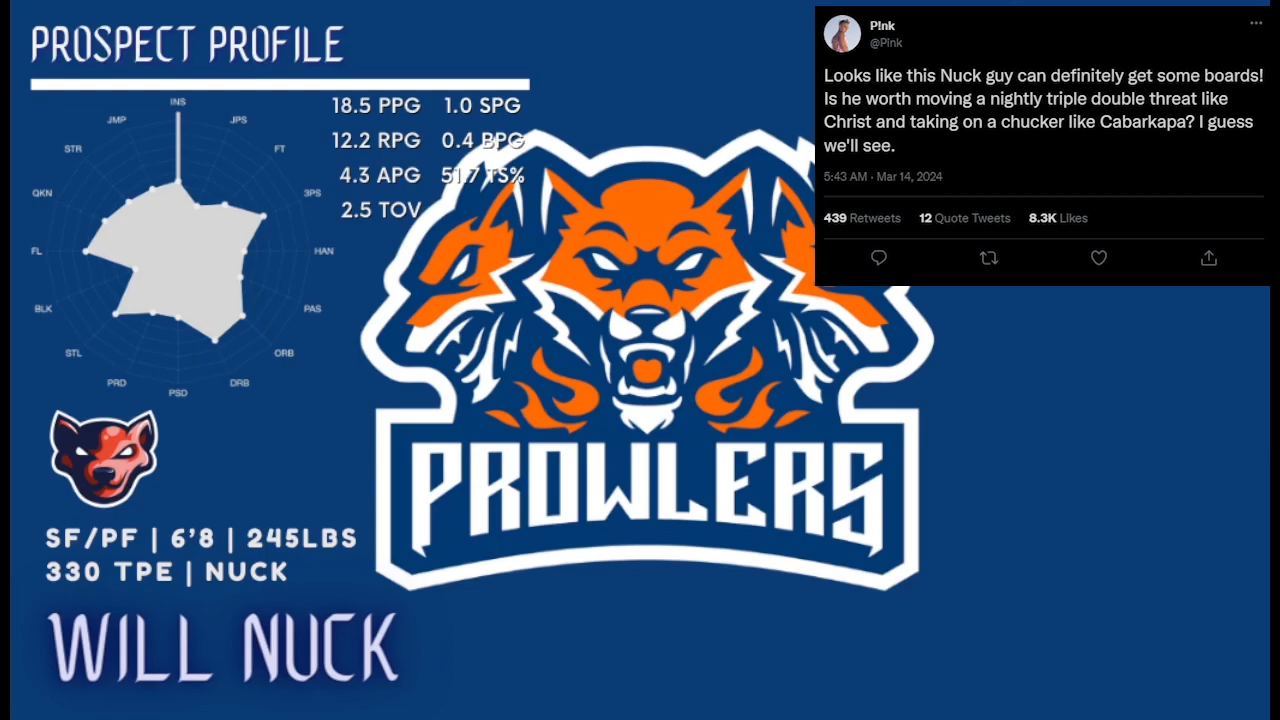 PROSPECT PROFILE
18.5 PPG 1.0 SPG
12.2 RPG 0.4 BPG
4.3 APG 51.7 TS%
2.5 TOV
INS
JPS
FT
3PS
HAN
PAS
ORB
DRB
PSD
PRD
STL
BLK
FL
QKN
STR
JMP
SF/PF | 6'8 | 245LBS
330 TPE | NUCK
WILL NUCK
PROWLERS
P!nk
@P!nk
Looks like this Nuck guy can definitely get some boards!
Is he worth moving a nightly triple double threat like
Christ and taking on a chucker like Cabarkapa? I guess
we'll see.
5:43 AM · Mar 14, 2024
439 Retweets 12 Quote Tweets 8.3K Likes